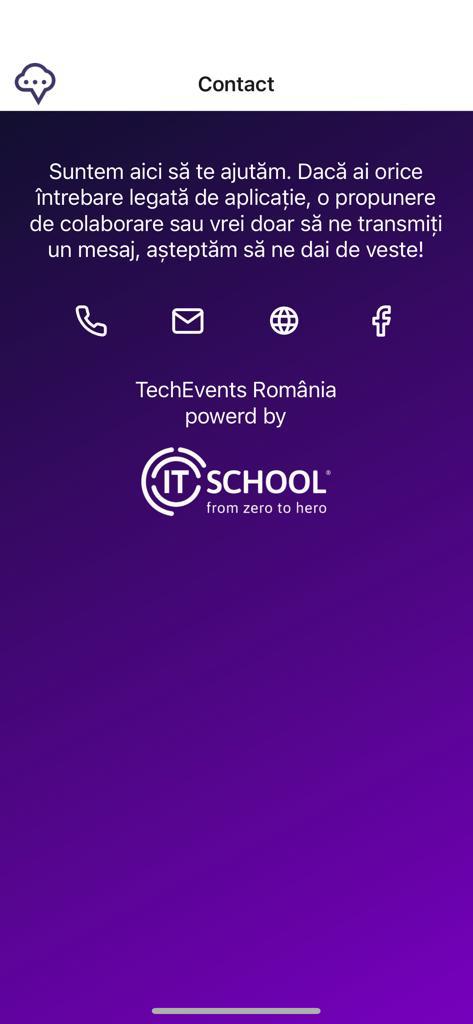 Contact
Suntem aici să te ajutăm. Dacă ai orice
întrebare legată de aplicație, o propunere
de colaborare sau vrei doar să ne transmiți
un mesaj, așteptăm să ne dai de veste!
TechEvents România
powerd by
IT SCHOOL®
from zero to hero